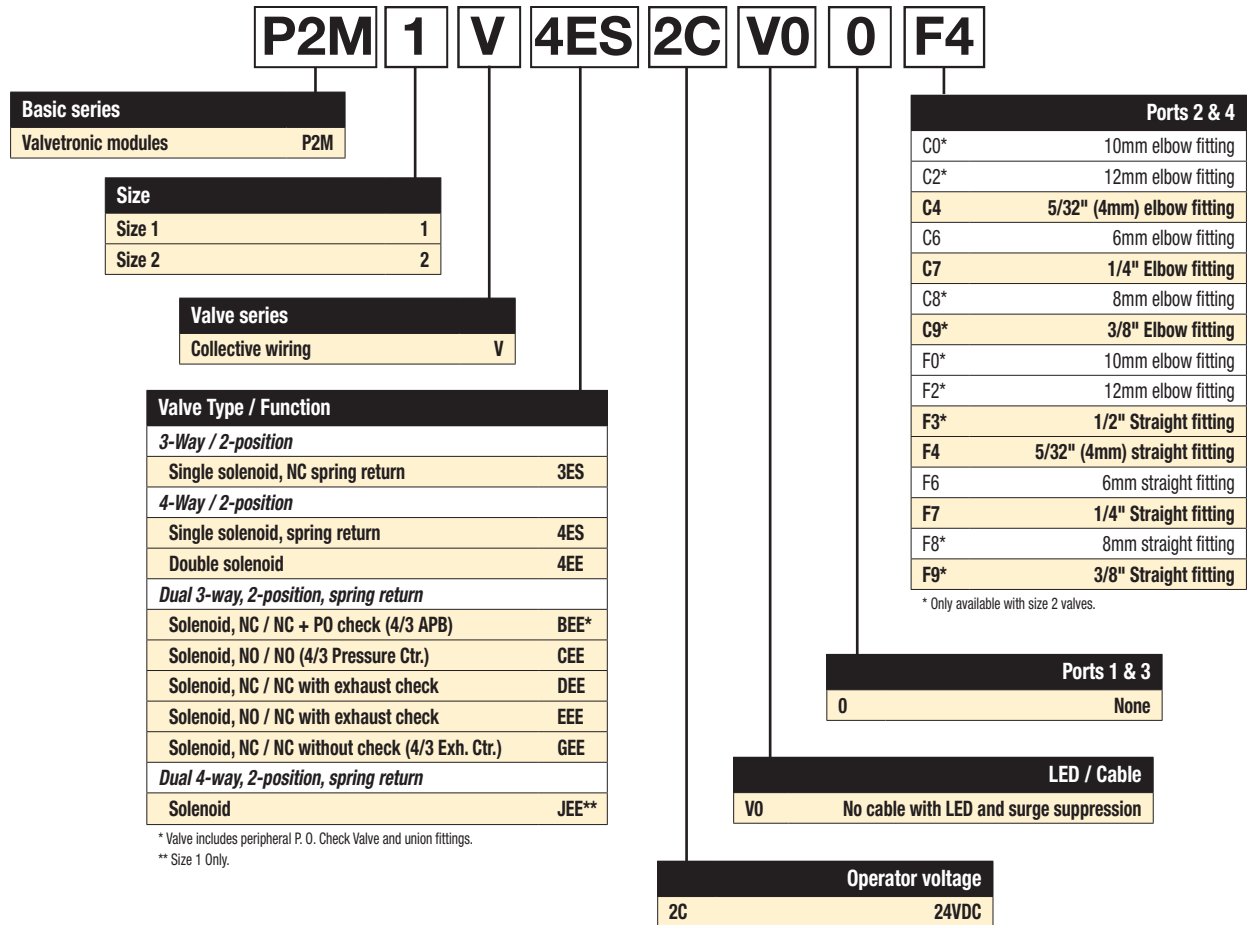 P2M 1 V 4ES 2C V0 0 F4
Basic series
Valvetronic modules P2M
Size
Size 1 1
Size 2 2
Valve series
Collective wiring V
Valve Type / Function
3-Way / 2-position
Single solenoid, NC spring return 3ES
4-Way / 2-position
Single solenoid, spring return 4ES
Double solenoid 4EE
Dual 3-way, 2-position, spring return
Solenoid, NC / NC + PO check (4/3 APB) BEE*
Solenoid, NO / NO (4/3 Pressure Ctr.) CEE
Solenoid, NC / NC with exhaust check DEE
Solenoid, NO / NC with exhaust check EEE
Solenoid, NC / NC without check (4/3 Exh. Ctr.) GEE
Dual 4-way, 2-position, spring return
Solenoid JEE**
* Valve includes peripheral P. O. Check Valve and union fittings.
** Size 1 Only.
Ports 2 & 4
C0* 10mm elbow fitting
C2* 12mm elbow fitting
C4 5/32" (4mm) elbow fitting
C6 6mm elbow fitting
C7 1/4" Elbow fitting
C8* 8mm elbow fitting
C9* 3/8" Elbow fitting
F0* 10mm elbow fitting
F2* 12mm elbow fitting
F3* 1/2" Straight fitting
F4 5/32" (4mm) straight fitting
F6 6mm straight fitting
F7 1/4" Straight fitting
F8* 8mm straight fitting
F9* 3/8" Straight fitting
* Only available with size 2 valves.
Ports 1 & 3
0 None
LED / Cable
V0 No cable with LED and surge suppression
Operator voltage
2C 24VDC